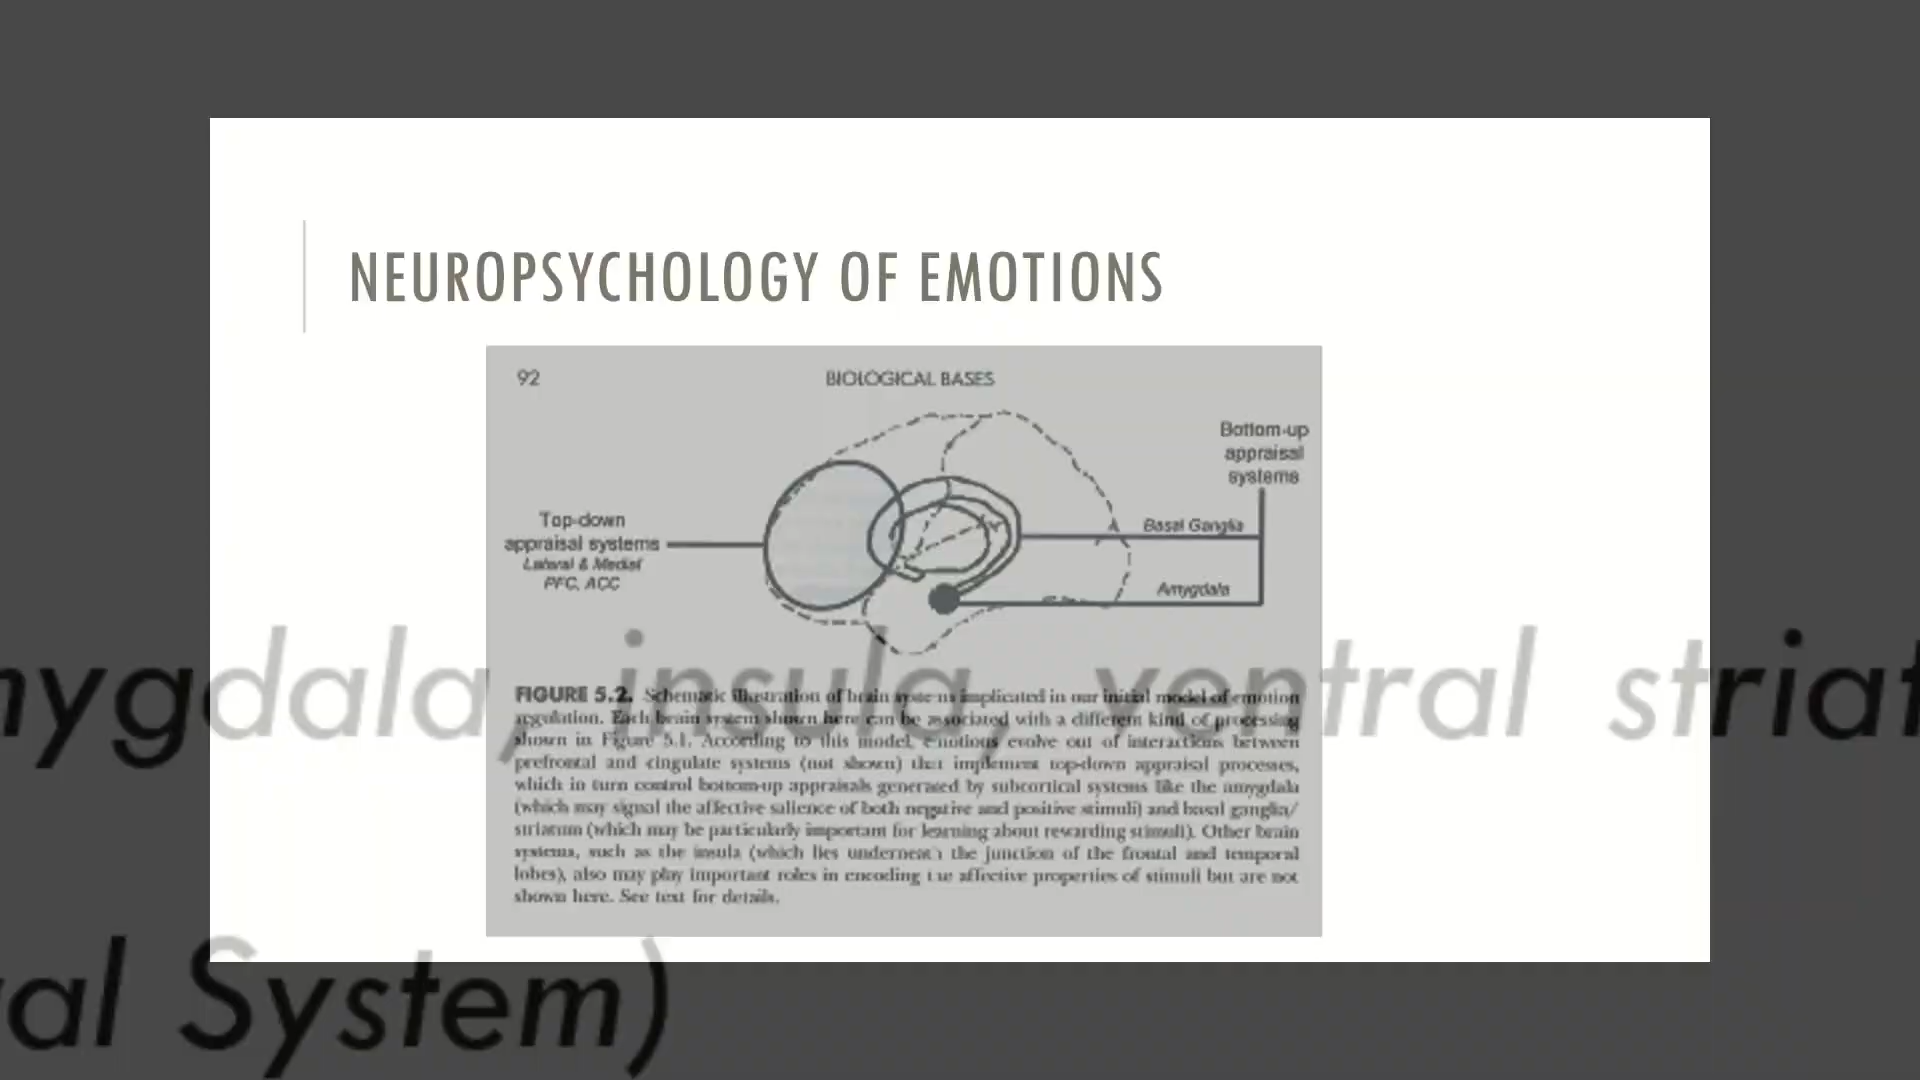 NEUROPSYCHOLOGY OF EMOTIONS
92
BIOLOGICAL BASES
Bottom-up
appraisal
systems
Top-down
appraisal systems
Lateral & Medial
PFC, ACC
Basal Ganglia
Amygdala
FIGURE 5.2. Schematic illustration of brain systems implicated in our initial model of emotion
regulation. Each brain system shown here can be associated with a different kind of processing
shown in Figure 5.1. According to this model, emotions evolve out of interactions between
prefrontal and cingulate systems (not shown) that implement top-down appraisal processes,
which in turn control bottom-up appraisals generated by subcortical systems like the amygdala
(which may signal the affective salience of both negative and positive stimuli) and basal ganglia/
striatum (which may be particularly important for learning about rewarding stimuli). Other brain
systems, such as the insula (which lies underneath the junction of the frontal and temporal
lobes), also may play important roles in encoding the affective properties of stimuli but are not
shown here. See text for details.
mygdala, insula, ventral striat
al System)